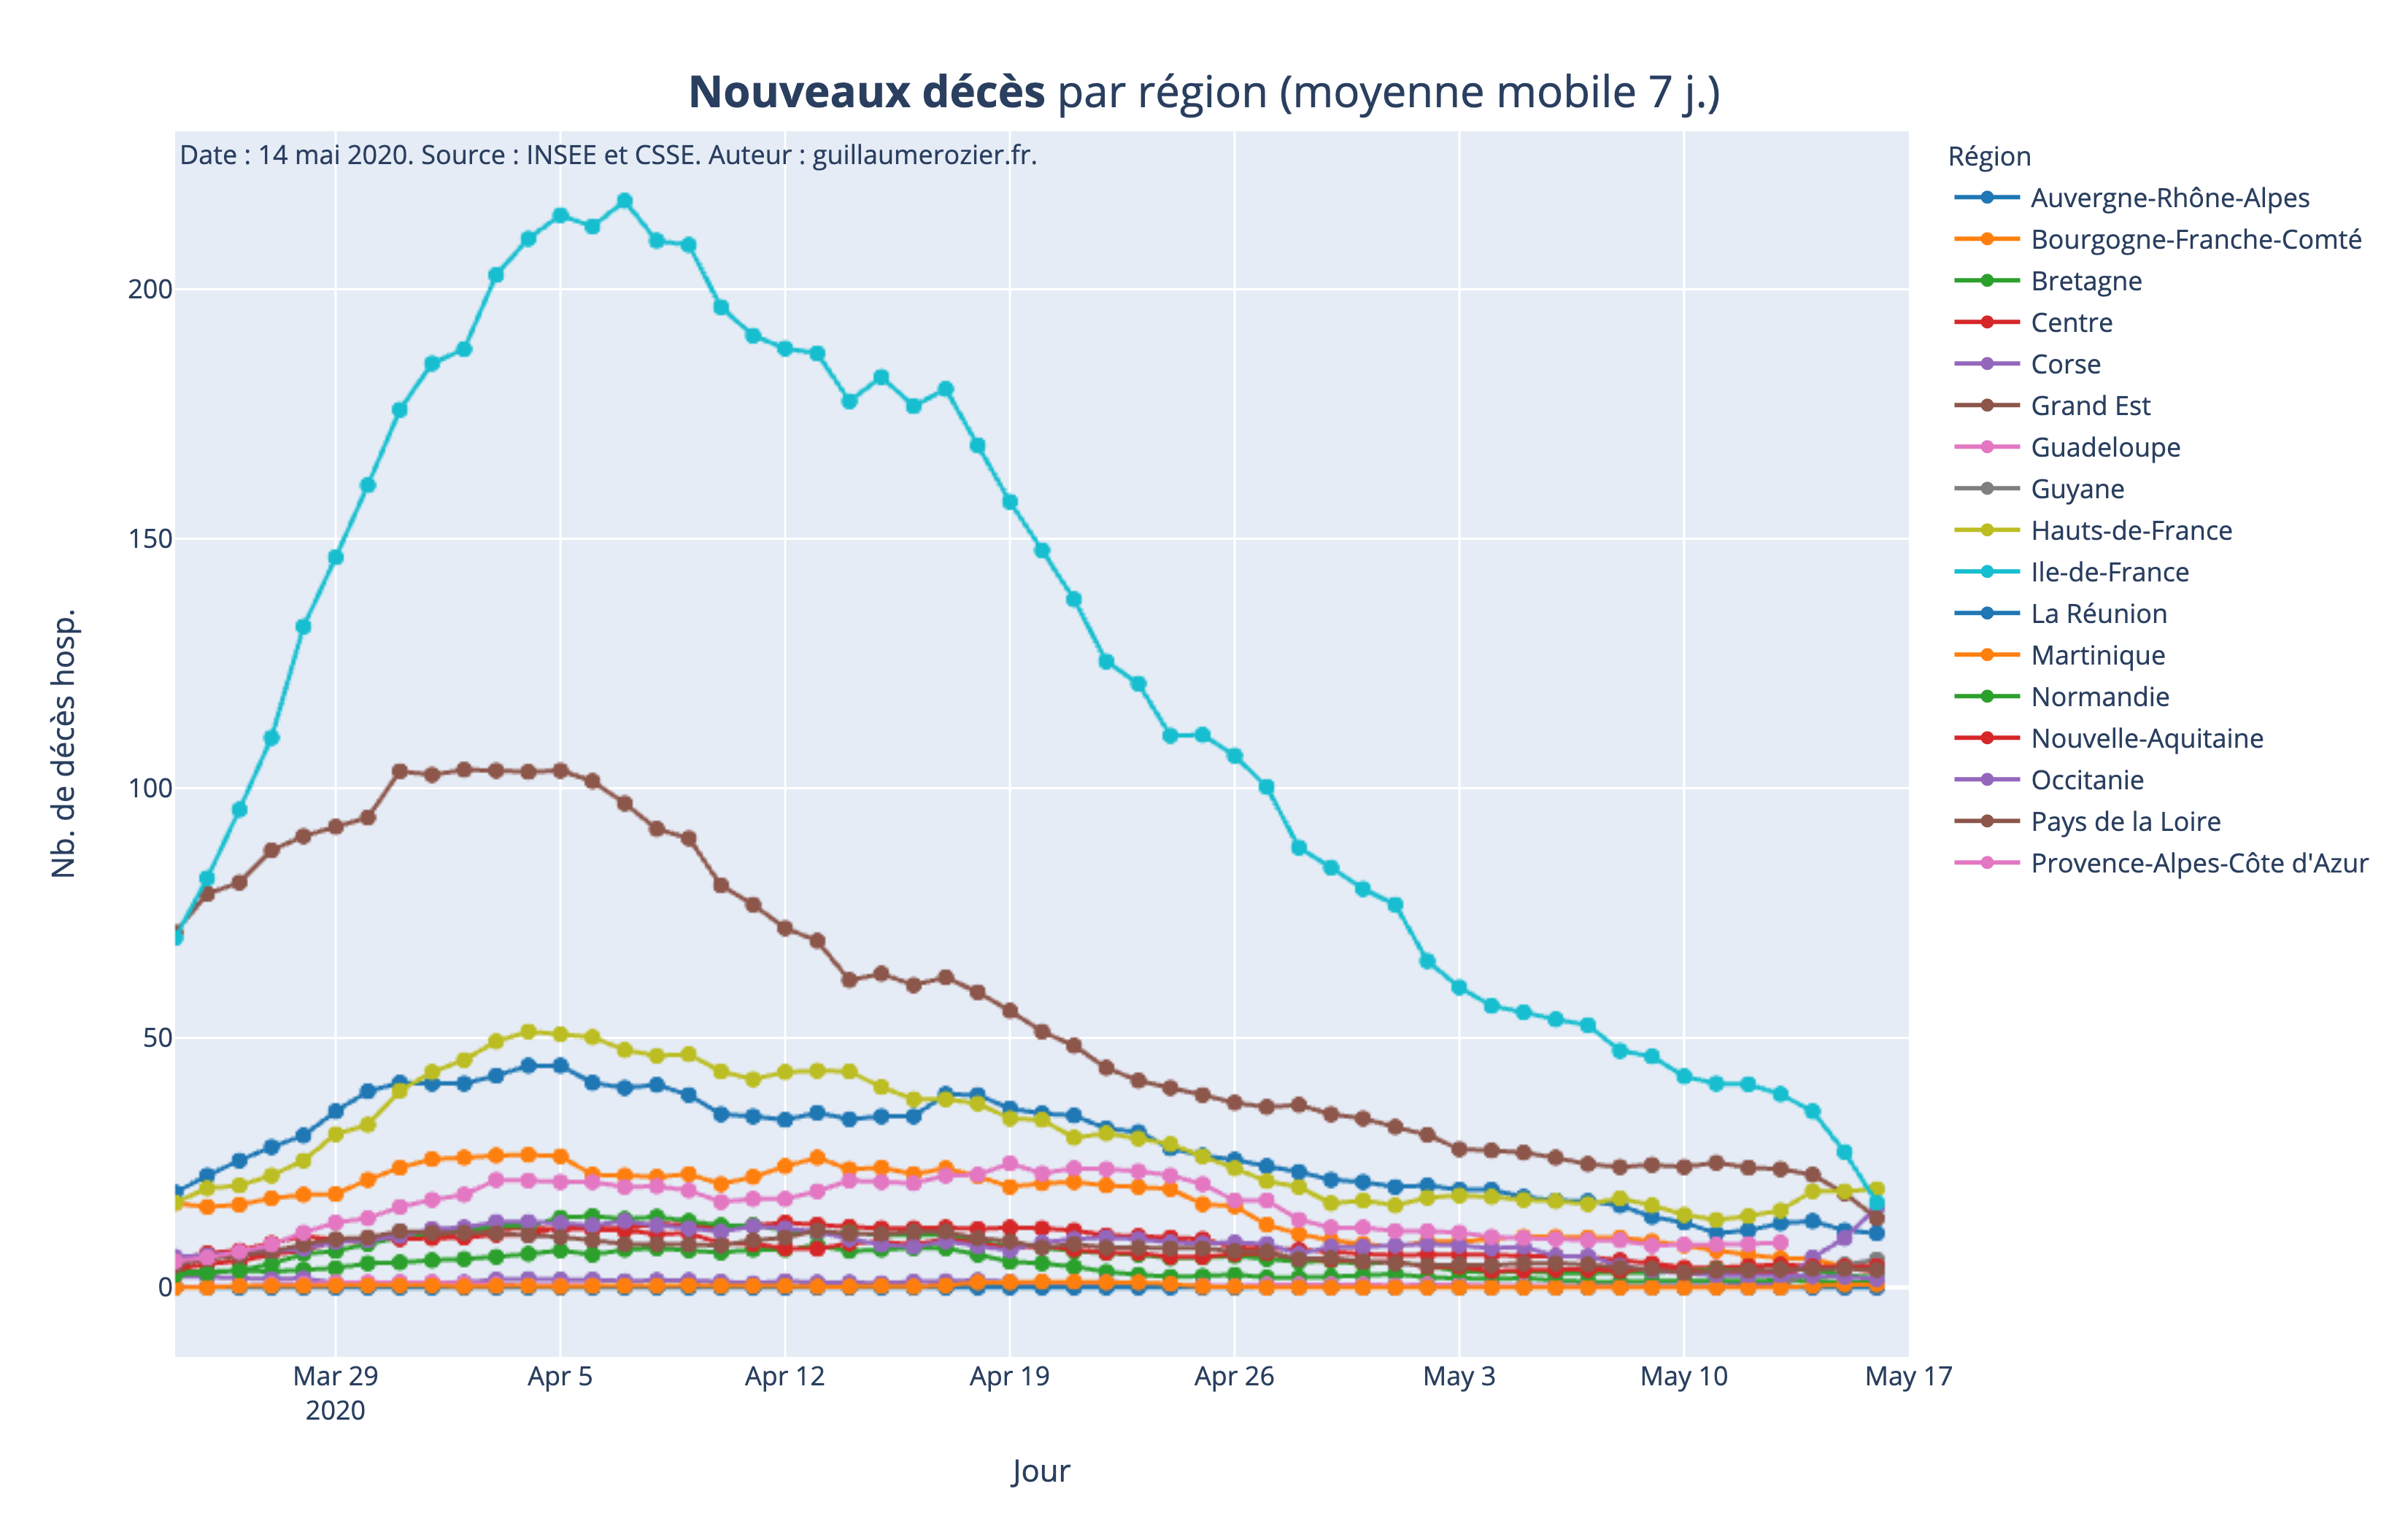 Nouveaux décès par région (moyenne mobile 7 j.)
Date : 14 mai 2020. Source : INSEE et CSSE. Auteur : guillaumerozier.fr.
Région
Auvergne-Rhône-Alpes
Bourgogne-Franche-Comté
Bretagne
Centre
Corse
Grand Est
Guadeloupe
Guyane
Hauts-de-France
Ile-de-France
La Réunion
Martinique
Normandie
Nouvelle-Aquitaine
Occitanie
Pays de la Loire
Provence-Alpes-Côte d'Azur
Nb. de décès hosp.
200
150
100
50
0
Mar 29 Apr 5 Apr 12 Apr 19 Apr 26 May 3 May 10 May 17
2020
Jour